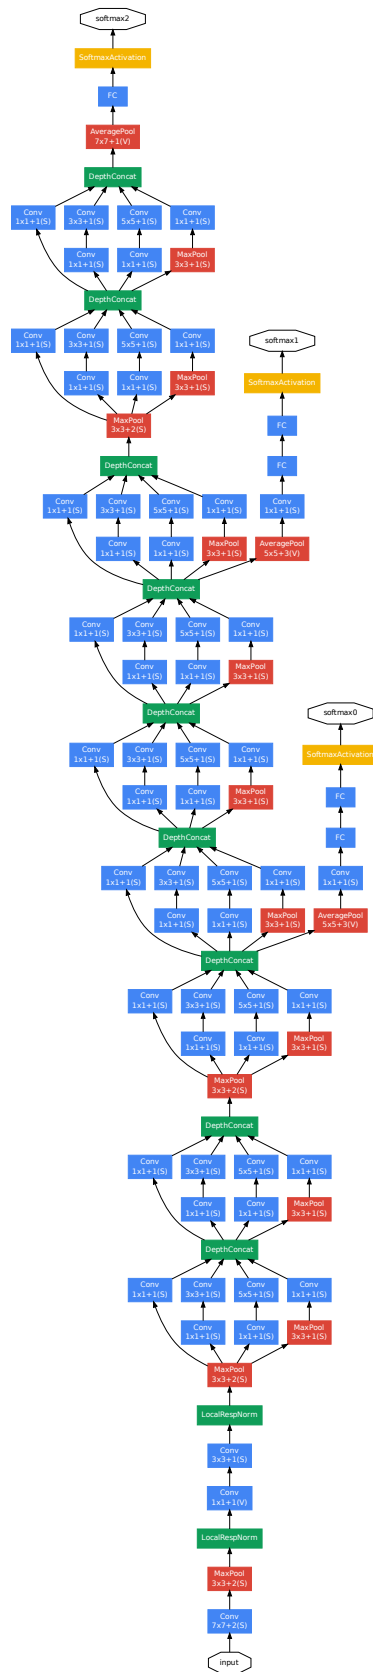 softmax2
SoftmaxActivation
FC
AveragePool
7x7+1(V)
DepthConcat
Conv Conv Conv Conv
1x1+1(S) 3x3+1(S) 5x5+1(S) 1x1+1(S)
Conv Conv MaxPool
1x1+1(S) 1x1+1(S) 3x3+1(S)
DepthConcat
Conv Conv Conv Conv
1x1+1(S) 3x3+1(S) 5x5+1(S) 1x1+1(S)
softmax1
Conv Conv MaxPool
1x1+1(S) 1x1+1(S) 3x3+1(S)
SoftmaxActivation
MaxPool
3x3+2(S)
FC
DepthConcat
FC
Conv Conv Conv Conv Conv
1x1+1(S) 3x3+1(S) 5x5+1(S) 1x1+1(S) 1x1+1(S)
Conv Conv MaxPool AveragePool
1x1+1(S) 1x1+1(S) 3x3+1(S) 5x5+3(V)
DepthConcat
Conv Conv Conv Conv
1x1+1(S) 3x3+1(S) 5x5+1(S) 1x1+1(S)
Conv Conv MaxPool
1x1+1(S) 1x1+1(S) 3x3+1(S)
DepthConcat
softmax0
Conv Conv Conv Conv
1x1+1(S) 3x3+1(S) 5x5+1(S) 1x1+1(S)
SoftmaxActivation
Conv Conv MaxPool
1x1+1(S) 1x1+1(S) 3x3+1(S)
FC
DepthConcat
FC
Conv Conv Conv Conv Conv
1x1+1(S) 3x3+1(S) 5x5+1(S) 1x1+1(S) 1x1+1(S)
Conv Conv MaxPool AveragePool
1x1+1(S) 1x1+1(S) 3x3+1(S) 5x5+3(V)
DepthConcat
Conv Conv Conv Conv
1x1+1(S) 3x3+1(S) 5x5+1(S) 1x1+1(S)
Conv Conv MaxPool
1x1+1(S) 1x1+1(S) 3x3+1(S)
MaxPool
3x3+2(S)
DepthConcat
Conv Conv Conv Conv
1x1+1(S) 3x3+1(S) 5x5+1(S) 1x1+1(S)
Conv Conv MaxPool
1x1+1(S) 1x1+1(S) 3x3+1(S)
DepthConcat
Conv Conv Conv Conv
1x1+1(S) 3x3+1(S) 5x5+1(S) 1x1+1(S)
Conv Conv MaxPool
1x1+1(S) 1x1+1(S) 3x3+1(S)
MaxPool
3x3+2(S)
LocalRespNorm
Conv
3x3+1(S)
Conv
1x1+1(V)
LocalRespNorm
MaxPool
3x3+2(S)
Conv
7x7+2(S)
input